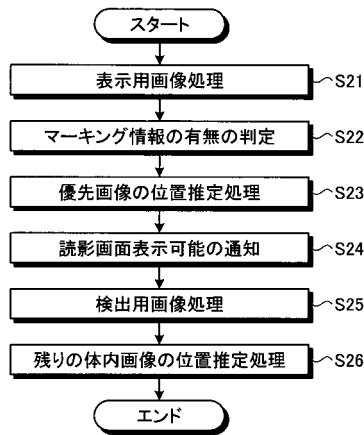 スタート
表示用画像処理 S21
マーキング情報の有無の判定 S22
優先画像の位置推定処理 S23
読影画面表示可能の通知 S24
検出用画像処理 S25
残りの体内画像の位置推定処理 S26
エンド